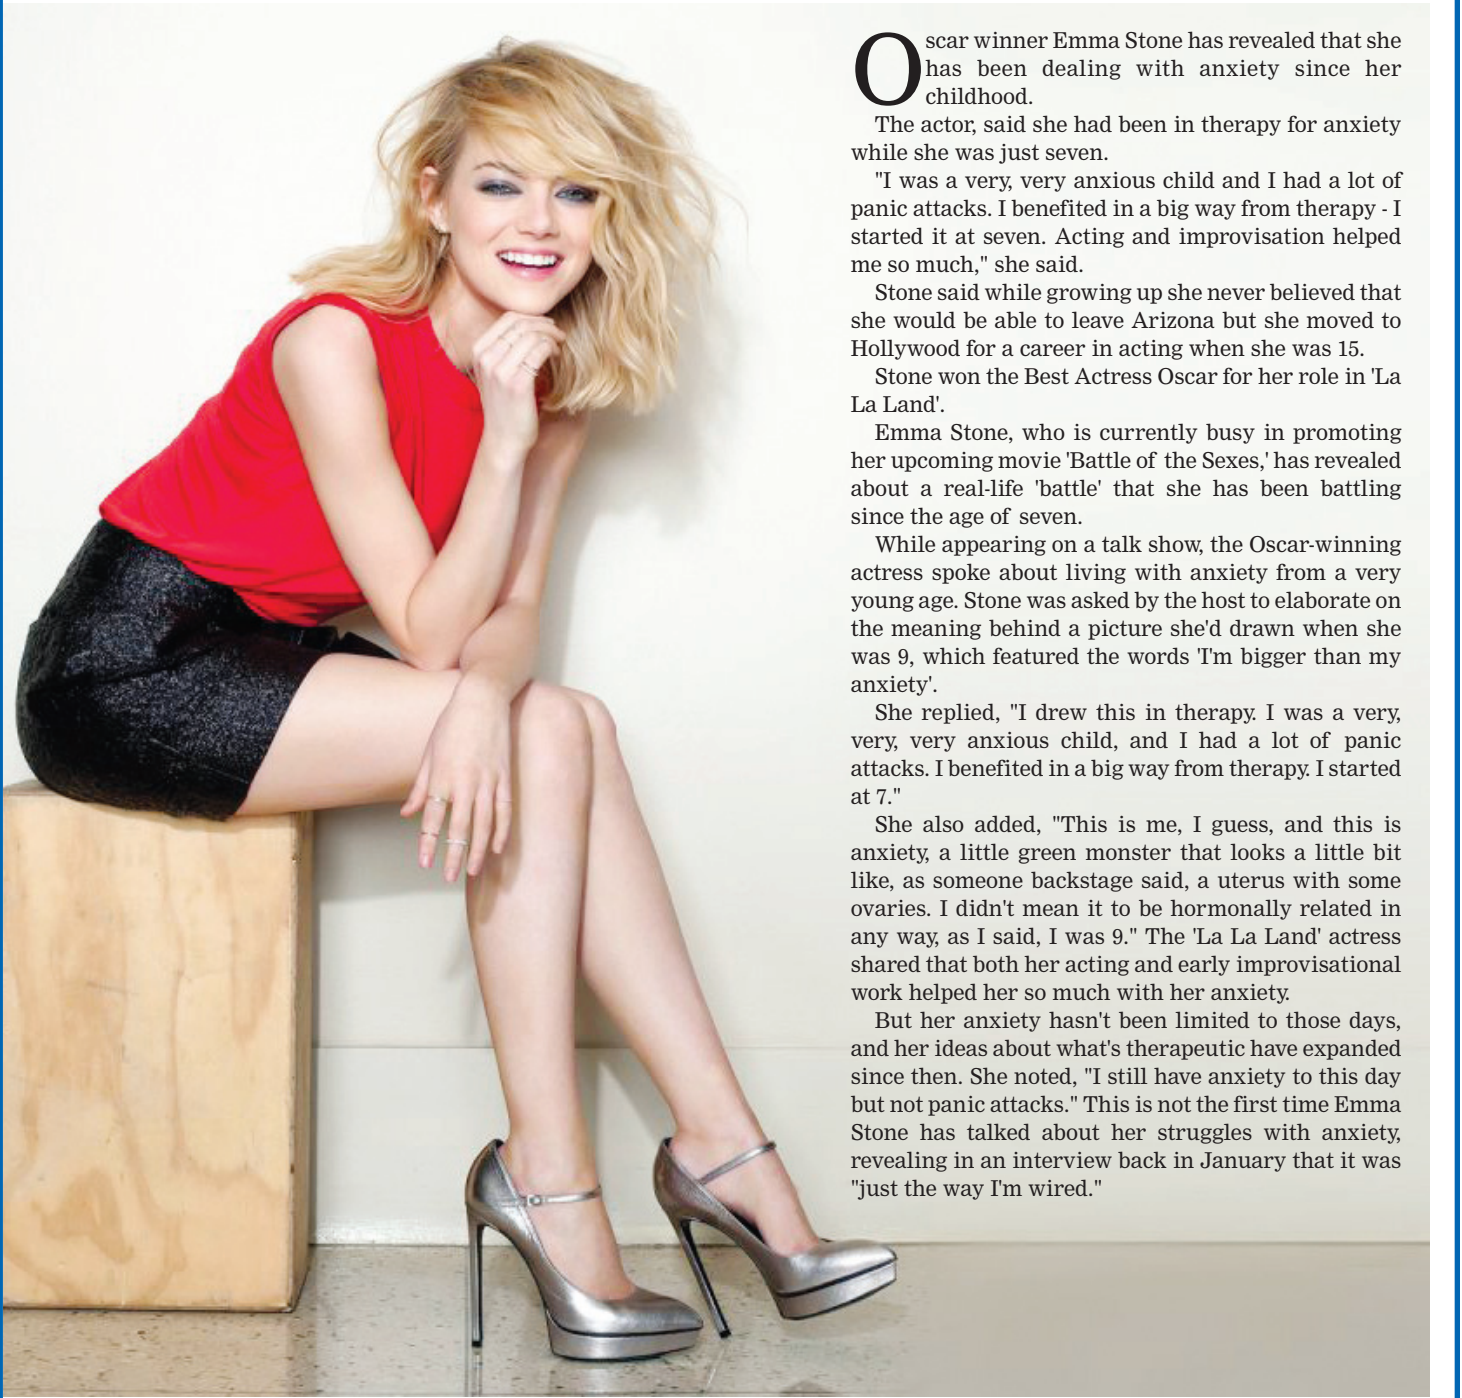 Oscar winner Emma Stone has revealed that she
has been dealing with anxiety since her
childhood.
The actor, said she had been in therapy for anxiety
while she was just seven.
"I was a very, very anxious child and I had a lot of
panic attacks. I benefited in a big way from therapy - I
started it at seven. Acting and improvisation helped
me so much," she said.
Stone said while growing up she never believed that
she would be able to leave Arizona but she moved to
Hollywood for a career in acting when she was 15.
Stone won the Best Actress Oscar for her role in 'La
La Land'.
Emma Stone, who is currently busy in promoting
her upcoming movie 'Battle of the Sexes,' has revealed
about a real-life 'battle' that she has been battling
since the age of seven.
While appearing on a talk show, the Oscar-winning
actress spoke about living with anxiety from a very
young age. Stone was asked by the host to elaborate on
the meaning behind a picture she'd drawn when she
was 9, which featured the words 'I'm bigger than my
anxiety'.
She replied, "I drew this in therapy. I was a very,
very, very anxious child, and I had a lot of panic
attacks. I benefited in a big way from therapy. I started
at 7."
She also added, "This is me, I guess, and this is
anxiety, a little green monster that looks a little bit
like, as someone backstage said, a uterus with some
ovaries. I didn't mean it to be hormonally related in
any way, as I said, I was 9." The 'La La Land' actress
shared that both her acting and early improvisational
work helped her so much with her anxiety.
But her anxiety hasn't been limited to those days,
and her ideas about what's therapeutic have expanded
since then. She noted, "I still have anxiety to this day
but not panic attacks." This is not the first time Emma
Stone has talked about her struggles with anxiety,
revealing in an interview back in January that it was
"just the way I'm wired."